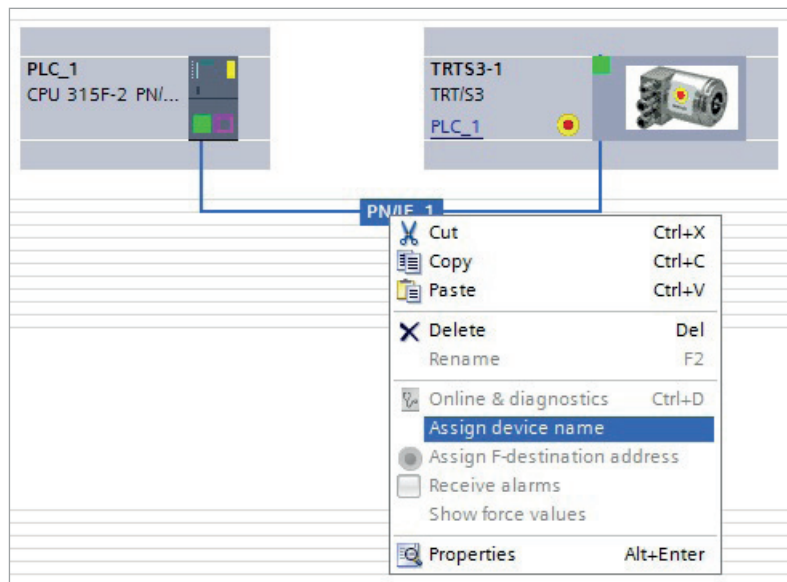 PLC_1
CPU 315F-2 PN/...
TRTS3-1
TRT/S3
PLC_1
PN/IE_1
Cut Ctrl+X
Copy Ctrl+C
Paste Ctrl+V
Delete Del
Rename F2
Online & diagnostics Ctrl+D
Assign device name
Assign F-destination address
Receive alarms
Show force values
Properties Alt+Enter